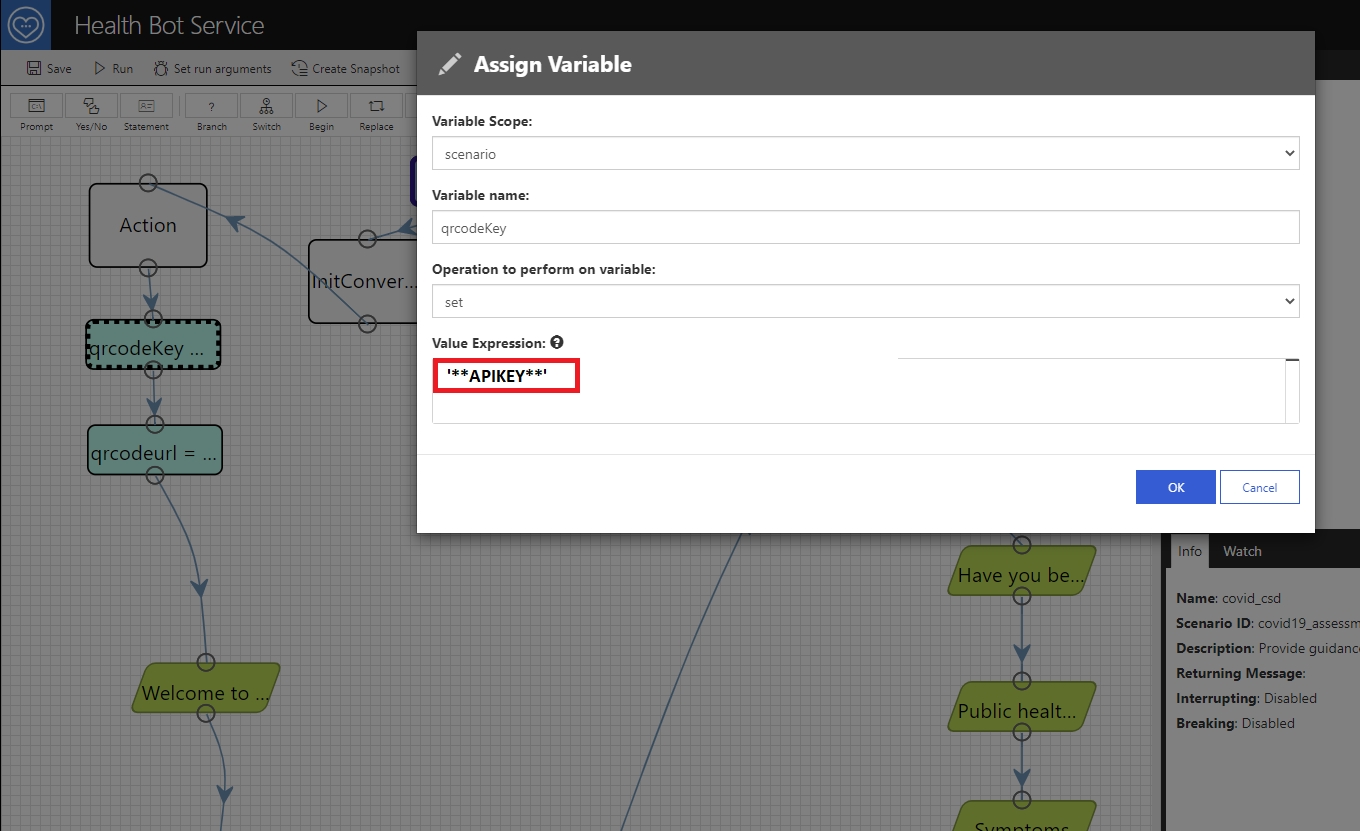 Health Bot Service
Save
Run
Set run arguments
Create Snapshot
Prompt
Yes/No
Statement
?
Branch
Switch
Begin
Replace
Action
InitConver...
qrcodeKey ...
qrcodeurl = ...
Welcome to ...
Assign Variable
Variable Scope:
scenario
Variable name:
qrcodeKey
Operation to perform on variable:
set
Value Expression:
'**APIKEY**'
OK
Cancel
Have you be...
Public healt...
Symptoms
Info
Watch
Name: covid_csd
Scenario ID: covid19_assessm
Description: Provide guidance
Returning Message:
Interrupting: Disabled
Breaking: Disabled